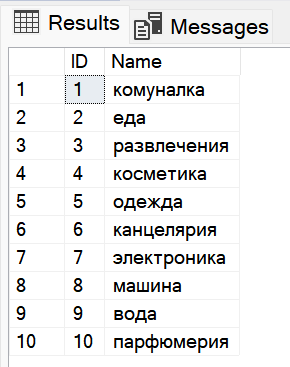 Results Messages
ID Name
1 1 комуналка
2 2 еда
3 3 развлечения
4 4 косметика
5 5 одежда
6 6 канцелярия
7 7 электроника
8 8 машина
9 9 вода
10 10 парфюмерия